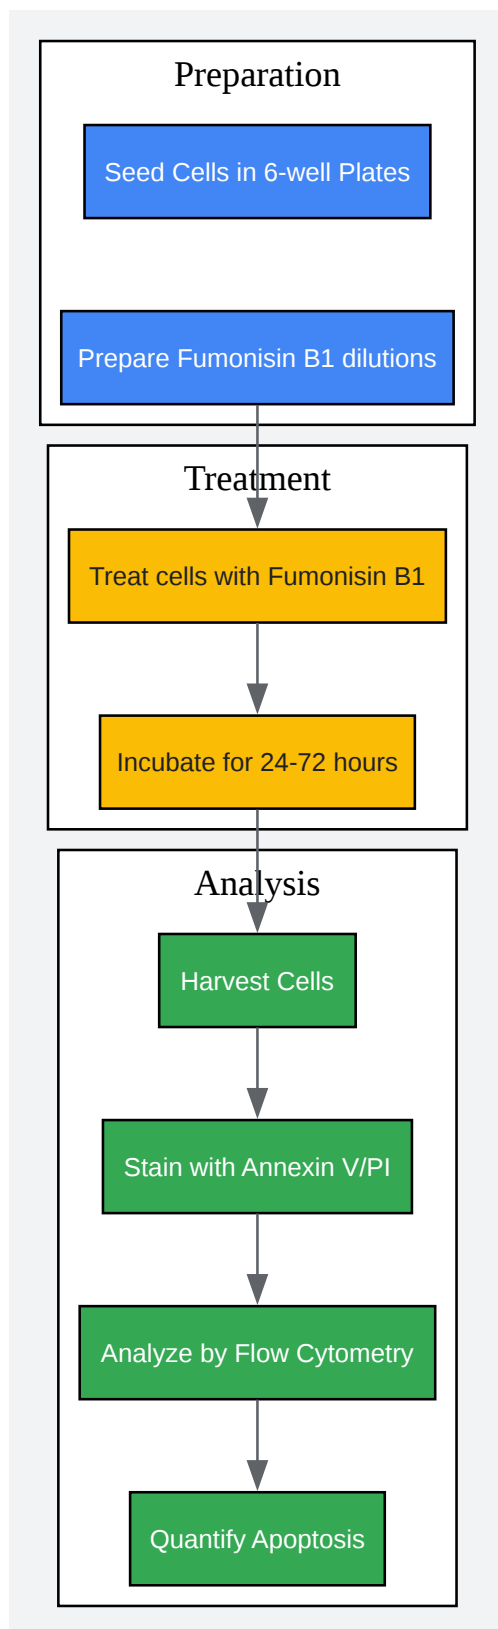 Preparation
Seed Cells in 6-well Plates
Prepare Fumonisin B1 dilutions
Treatment
Treat cells with Fumonisin B1
Incubate for 24-72 hours
Analysis
Harvest Cells
Stain with Annexin V/PI
Analyze by Flow Cytometry
Quantify Apoptosis